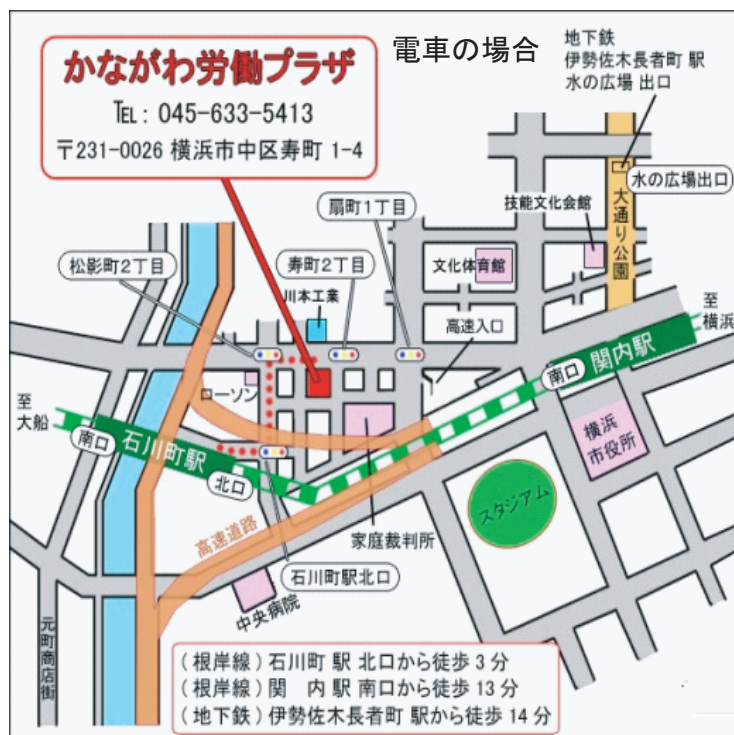 かながわ労働プラザ
TEL: 045-633-5413
〒231-0026 横浜市中区寿町 1-4
電車の場合
地下鉄
伊勢佐木長者町 駅
水の広場 出口
水の広場出口
大通り公園
技能文化会館
扇町1丁目
松影町2丁目
寿町2丁目
文化体育館
川本工業
高速入口
至
横浜
関内駅
南口
ローソン
至
大船
南口
石川町駅
北口
横浜
市役所
スタジアム
家庭裁判所
高速道路
石川町駅北口
中央病院
元町商店街
(根岸線)石川町 駅 北口から徒歩 3 分
(根岸線)関 内 駅 南口から徒歩 13 分
(地下鉄)伊勢佐木長者町 駅から徒歩 14 分